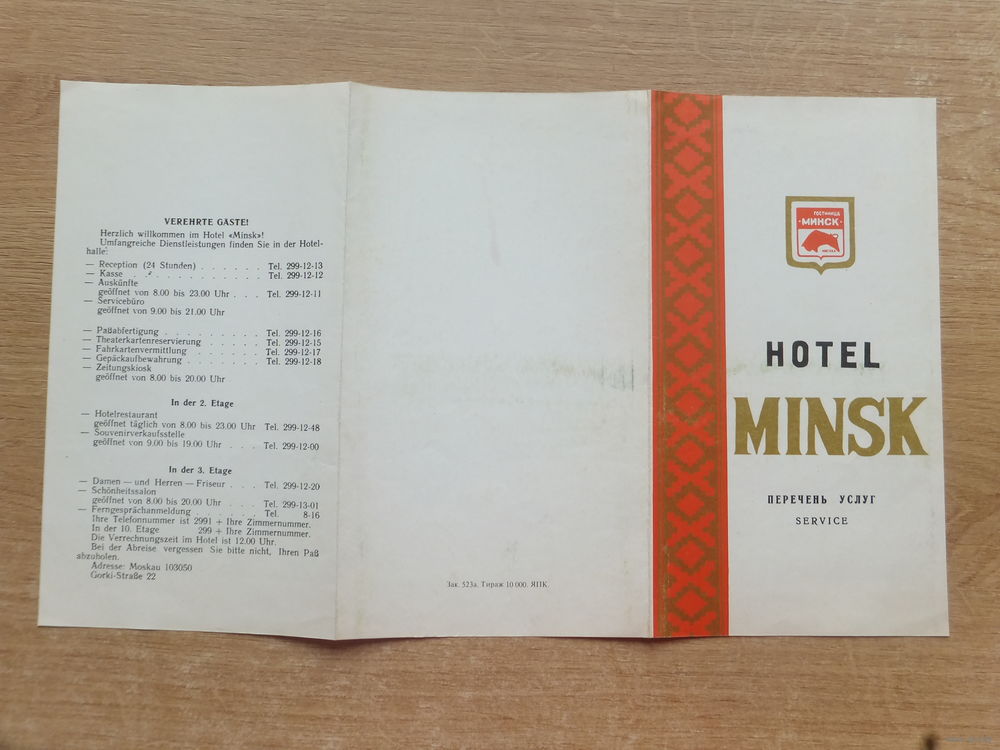 VEREHRTE GÄSTE!
Herzlich willkommen im Hotel «Minsk»!
Umfangreiche Dienstleistungen finden Sie in der Hotel-
halle:
— Reception (24 Stunden) . . . . . . Tel. 299-12-13
— Kasse . . . . . . . . . . . Tel. 299-12-12
— Auskünfte
geöffnet von 8.00 bis 23.00 Uhr . . . Tel. 299-12-11
— Servicebüro
geöffnet von 9.00 bis 21.00 Uhr
— Paßabfertigung . . . . . . . . . Tel. 299-12-16
— Theaterkartenreservierung . . . . . Tel. 299-12-15
— Fahrkartenvermittlung . . . . . . Tel. 299-12-17
— Gepäckaufbewahrung . . . . . . . Tel. 299-12-18
— Zeitungskiosk
geöffnet von 8.00 bis 20.00 Uhr
In der 2. Etage
— Hotelrestaurant
geöffnet täglich von 8.00 bis 23.00 Uhr Tel. 299-12-48
— Souvenirverkaufsstelle
geöffnet von 9.00 bis 19.00 Uhr . . . Tel. 299-12-00
In der 3. Etage
— Damen — und Herren — Friseur . . . Tel. 299-12-20
— Schönheitssalon
geöffnet von 8.00 bis 20.00 Uhr . . . Tel. 299-13-01
— Ferngesprächanmeldung . . . . . . Tel. 8-16
Ihre Telefonnummer ist 2991 + Ihre Zimmernummer.
In der 10. Etage 299 + Ihre Zimmernummer.
Die Verrechnungszeit im Hotel ist 12.00 Uhr.
Bei der Abreise vergessen Sie bitte nicht, Ihren Paß
abzuholen.
Adresse: Moskau 103050
Gorki-Straße 22
Зак. 523а. Тираж 10 000. ЯПК.
ГОСТИНИЦА
·МИНСК·
МОСКВА
HOTEL
MINSK
ПЕРЕЧЕНЬ УСЛУГ
SERVICE